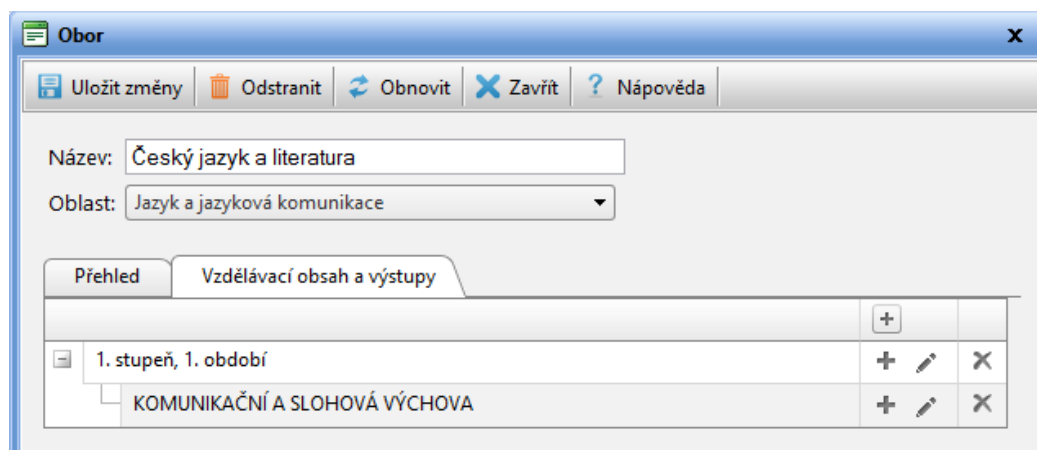 Obor
Uložit změny Odstranit Obnovit Zavřít Nápověda
Název: Český jazyk a literatura
Oblast: Jazyk a jazyková komunikace
Přehled Vzdělávací obsah a výstupy
1. stupeň, 1. období
KOMUNIKAČNÍ A SLOHOVÁ VÝCHOVA